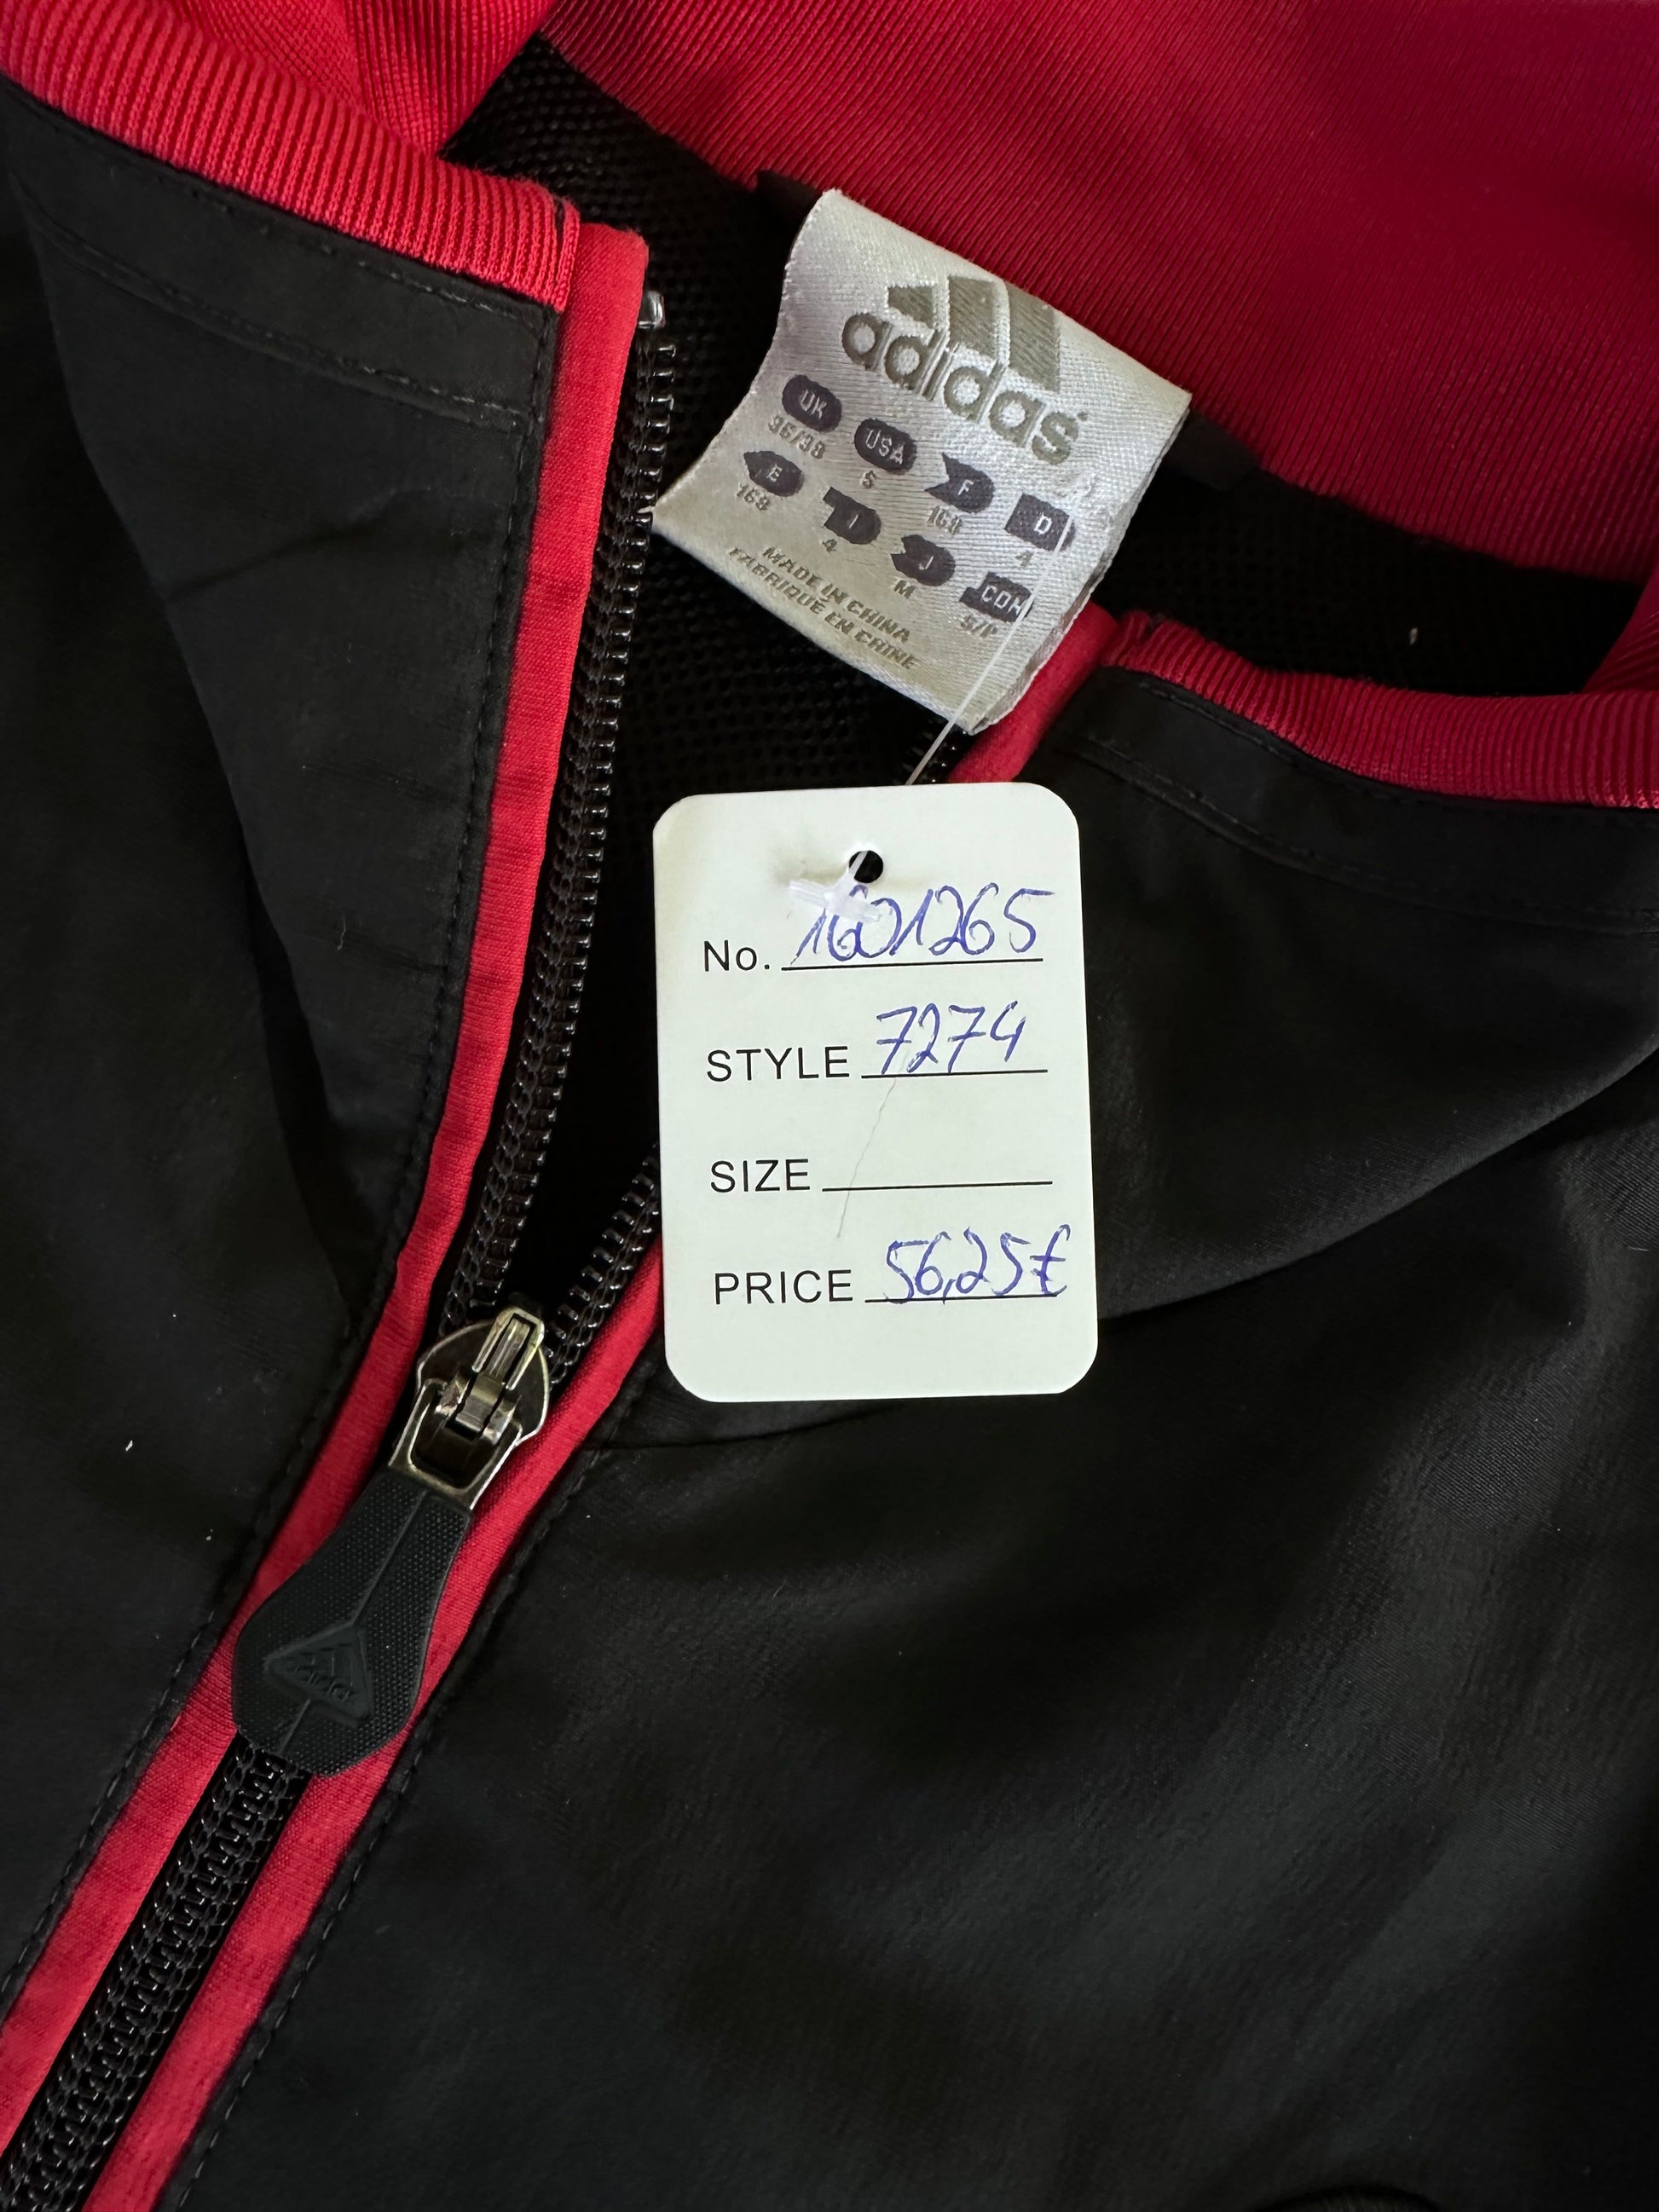 adidas
UK USA F D
36/38 S 168 4
E I J CDN
168 4 M S/P
MADE IN CHINA
FABRIQUÉ EN CHINE
No. 1601265
STYLE 7274
SIZE
PRICE 56,25€
adidas